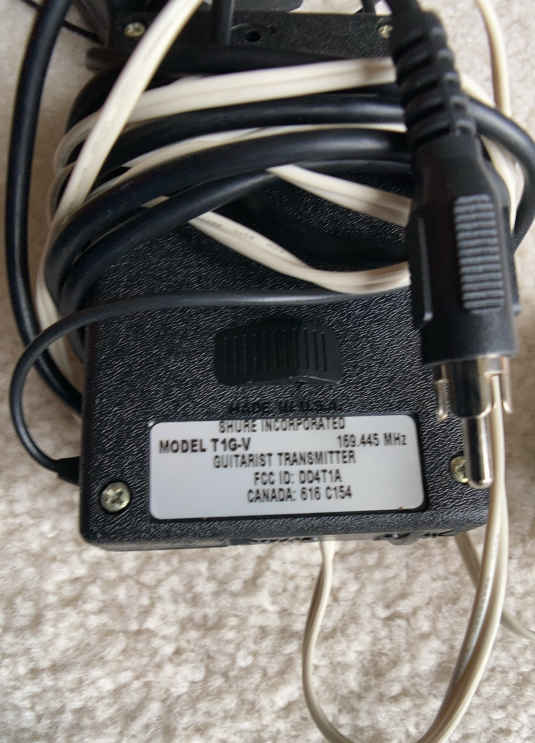 MADE IN U.S.A.
SHURE INCORPORATED
MODEL T1G-V 169.445 MHz
GUITARIST TRANSMITTER
FCC ID: DD4T1A
CANADA: 616 C154